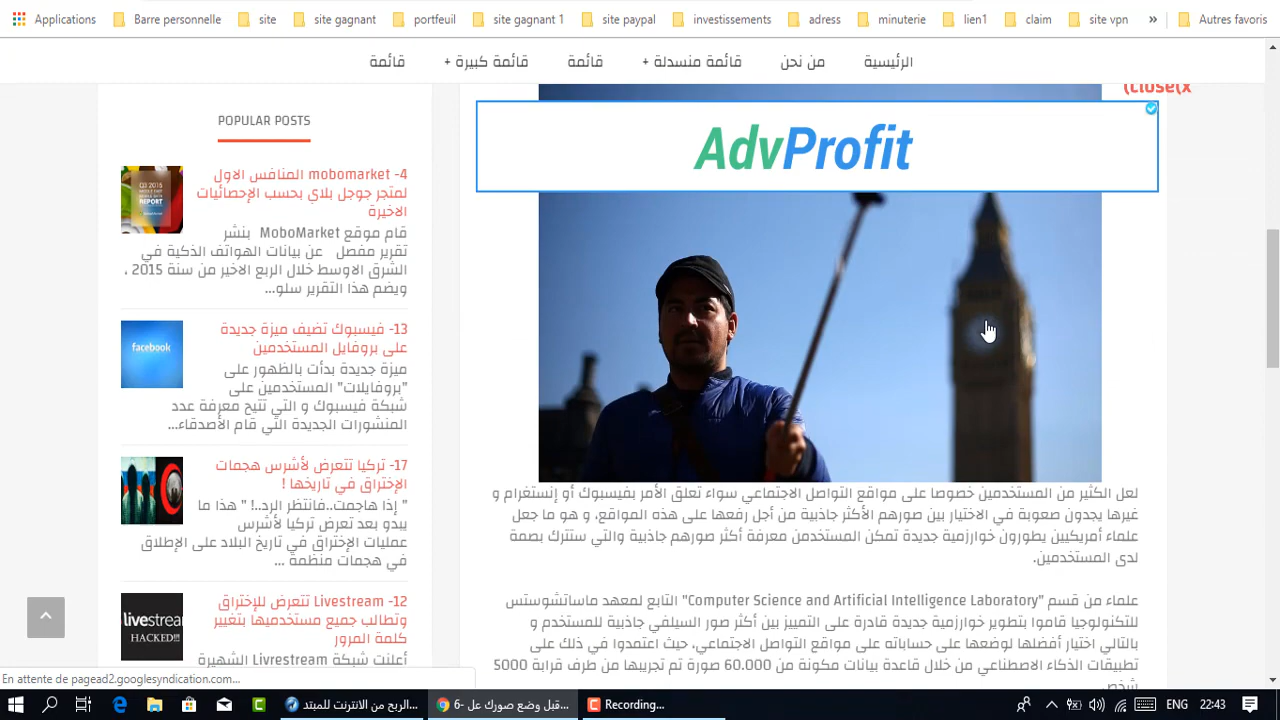 Applications
Barre personnelle
site
site gagnant
portfeuil
site gagnant 1
site paypal
investissements
adress
minuterie
lien1
claim
site vpn
»
Autres favoris
الرئيسية
من نحن
قائمة منسدلة +
قائمة
قائمة كبيرة +
قائمة
(close(x
AdvProfit
لعل الكثير من المستخدمين خصوصا على مواقع التواصل الاجتماعي سواء تعلق الأمر بفيسبوك أو إنستغرام و
غيرها يجدون صعوبة في الاختيار بين صورهم الأكثر جاذبية من أجل رفعها على هذه المواقع، و هو ما جعل
علماء أمريكيين يطورون خوارزمية جديدة تمكن المستخدمن معرفة أكثر صورهم جاذبية والتي ستترك بصمة
لدى المستخدمين.
علماء من قسم "Computer Science and Artificial Intelligence Laboratory" التابع لمعهد ماساتشوستس
للتكنولوجيا قاموا بتطوير خوارزمية جديدة قادرة على التمييز بين أكثر صور السيلفي جاذبية للمستخدم و
بالتالي اختيار أفضلها لوضعها على حساباته على مواقع التواصل الاجتماعي، حيث اعتمدوا في ذلك على
تطبيقات الذكاء الاصطناعي من خلال قاعدة بيانات مكونة من 60.000 صورة تم تجريبها من طرف قرابة 5000
شخص
POPULAR POSTS
4- mobomarket المنافس الاول
لمتجر جوجل بلاي بحسب الإحصائيات
الاخيرة
قام موقع MoboMarket بنشر
تقرير مفصل عن بيانات الهواتف الذكية في
الشرق الاوسط خلال الربع الاخير من سنة 2015 ،
ويضم هذا التقرير سلو...
13- فيسبوك تضيف ميزة جديدة
على بروفايل المستخدمين
ميزة جديدة بدأت بالظهور على
"بروفايلات" المستخدمين على
شبكة فيسبوك و التي تتيح معرفة عدد
المنشورات الجديدة التي قام الأصدقاء...
facebook
17- تركيا تتعرض لأشرس هجمات
الإختراق في تاريخها !
" إذا هاجمت..فانتظر الرد..! " هذا ما
يبدو بعد تعرض تركيا لأشرس
عمليات الإختراق في تاريخ البلاد على الإطلاق
في هجمات منظمة ...
12- Livestream تتعرض للإختراق
وتطالب جميع مستخدميها بتغيير
كلمة المرور
أعلنت شركة Livrestream الشهيرة
livestream
HACKED!!!
REPORT
En attente de pagead2.googlesyndication.com...
الربح من الانترنت للمبتد...
6- قبل وضع صورك عل...
Recording...
ENG
22:43